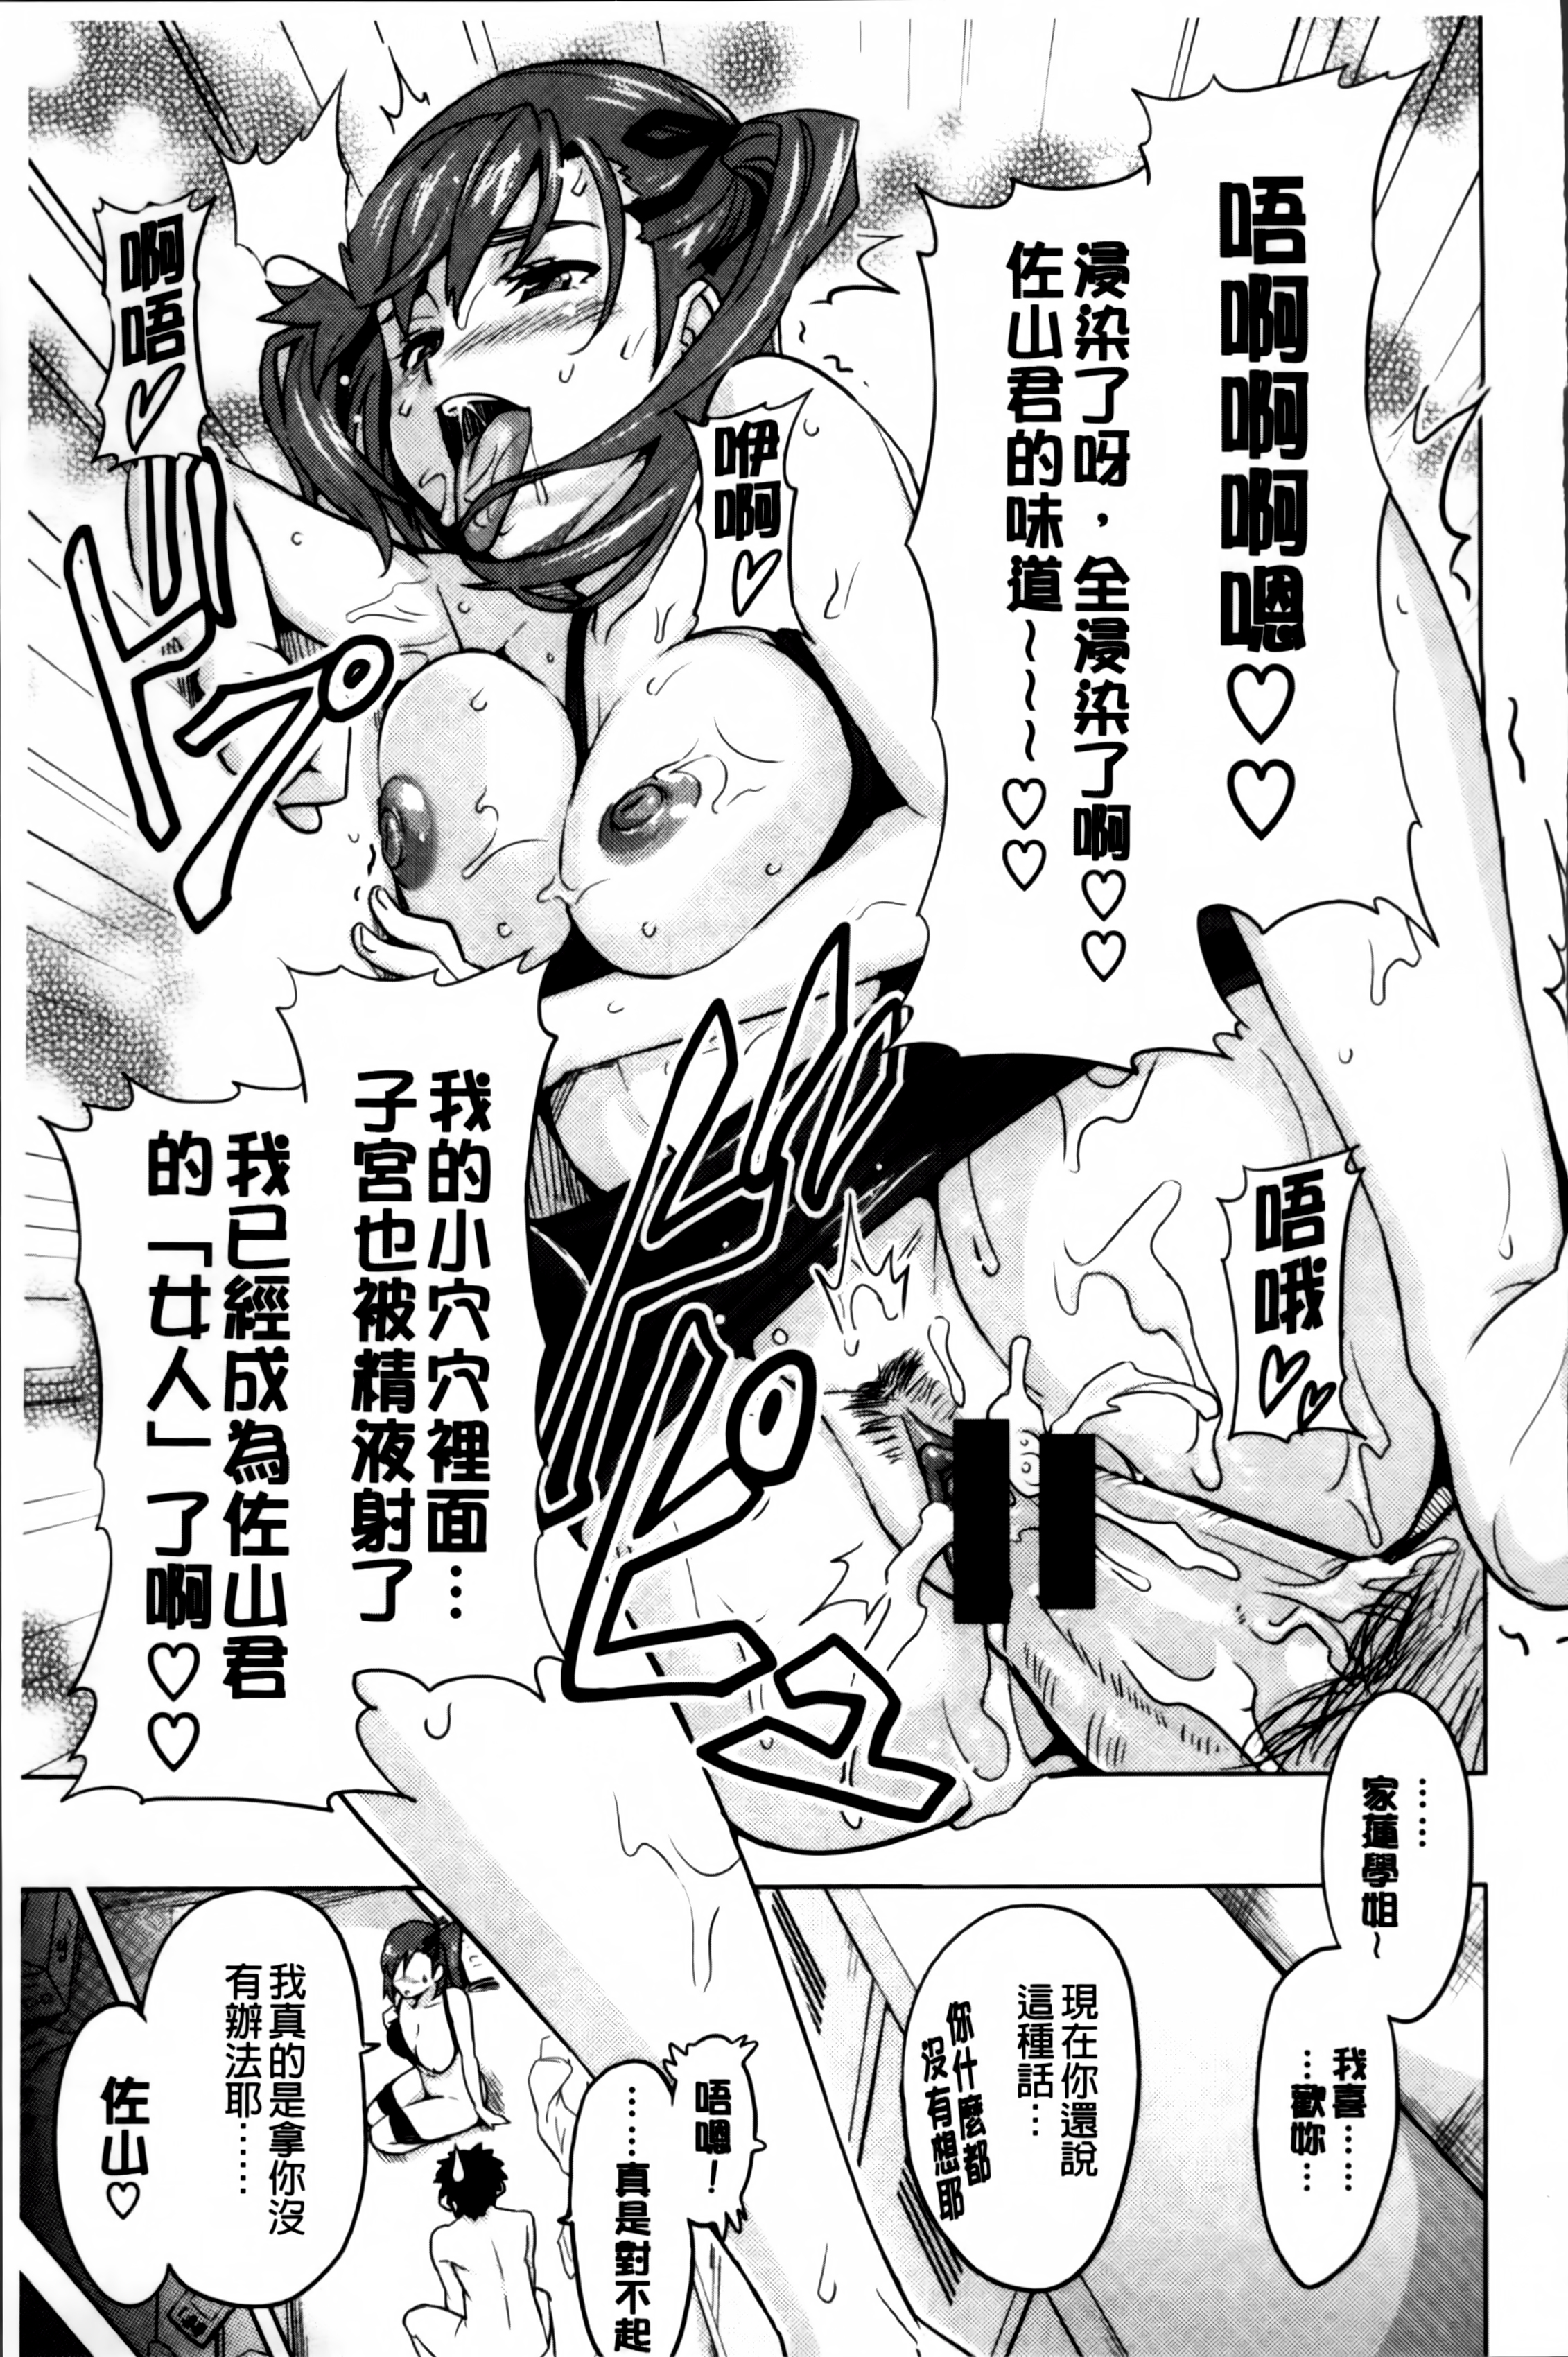 唔啊啊啊嗯♡♡
浸染了呀，全浸染了啊♡♡
佐山君的味道～～～♡♡
咿啊♡
啊唔♡
ドプ
ドピュ
唔哦♡♡
我的小穴穴裡面…
子宮也被精液射了
我已經成為佐山君
的「女人」了啊♡♡
……
家蓮學姐～
我喜……
…歡妳…
現在你還說
這種話…
你什麼都
沒有想耶
唔嗯！
……真是對不起
我真的是拿你沒
有辦法耶……
佐山♡